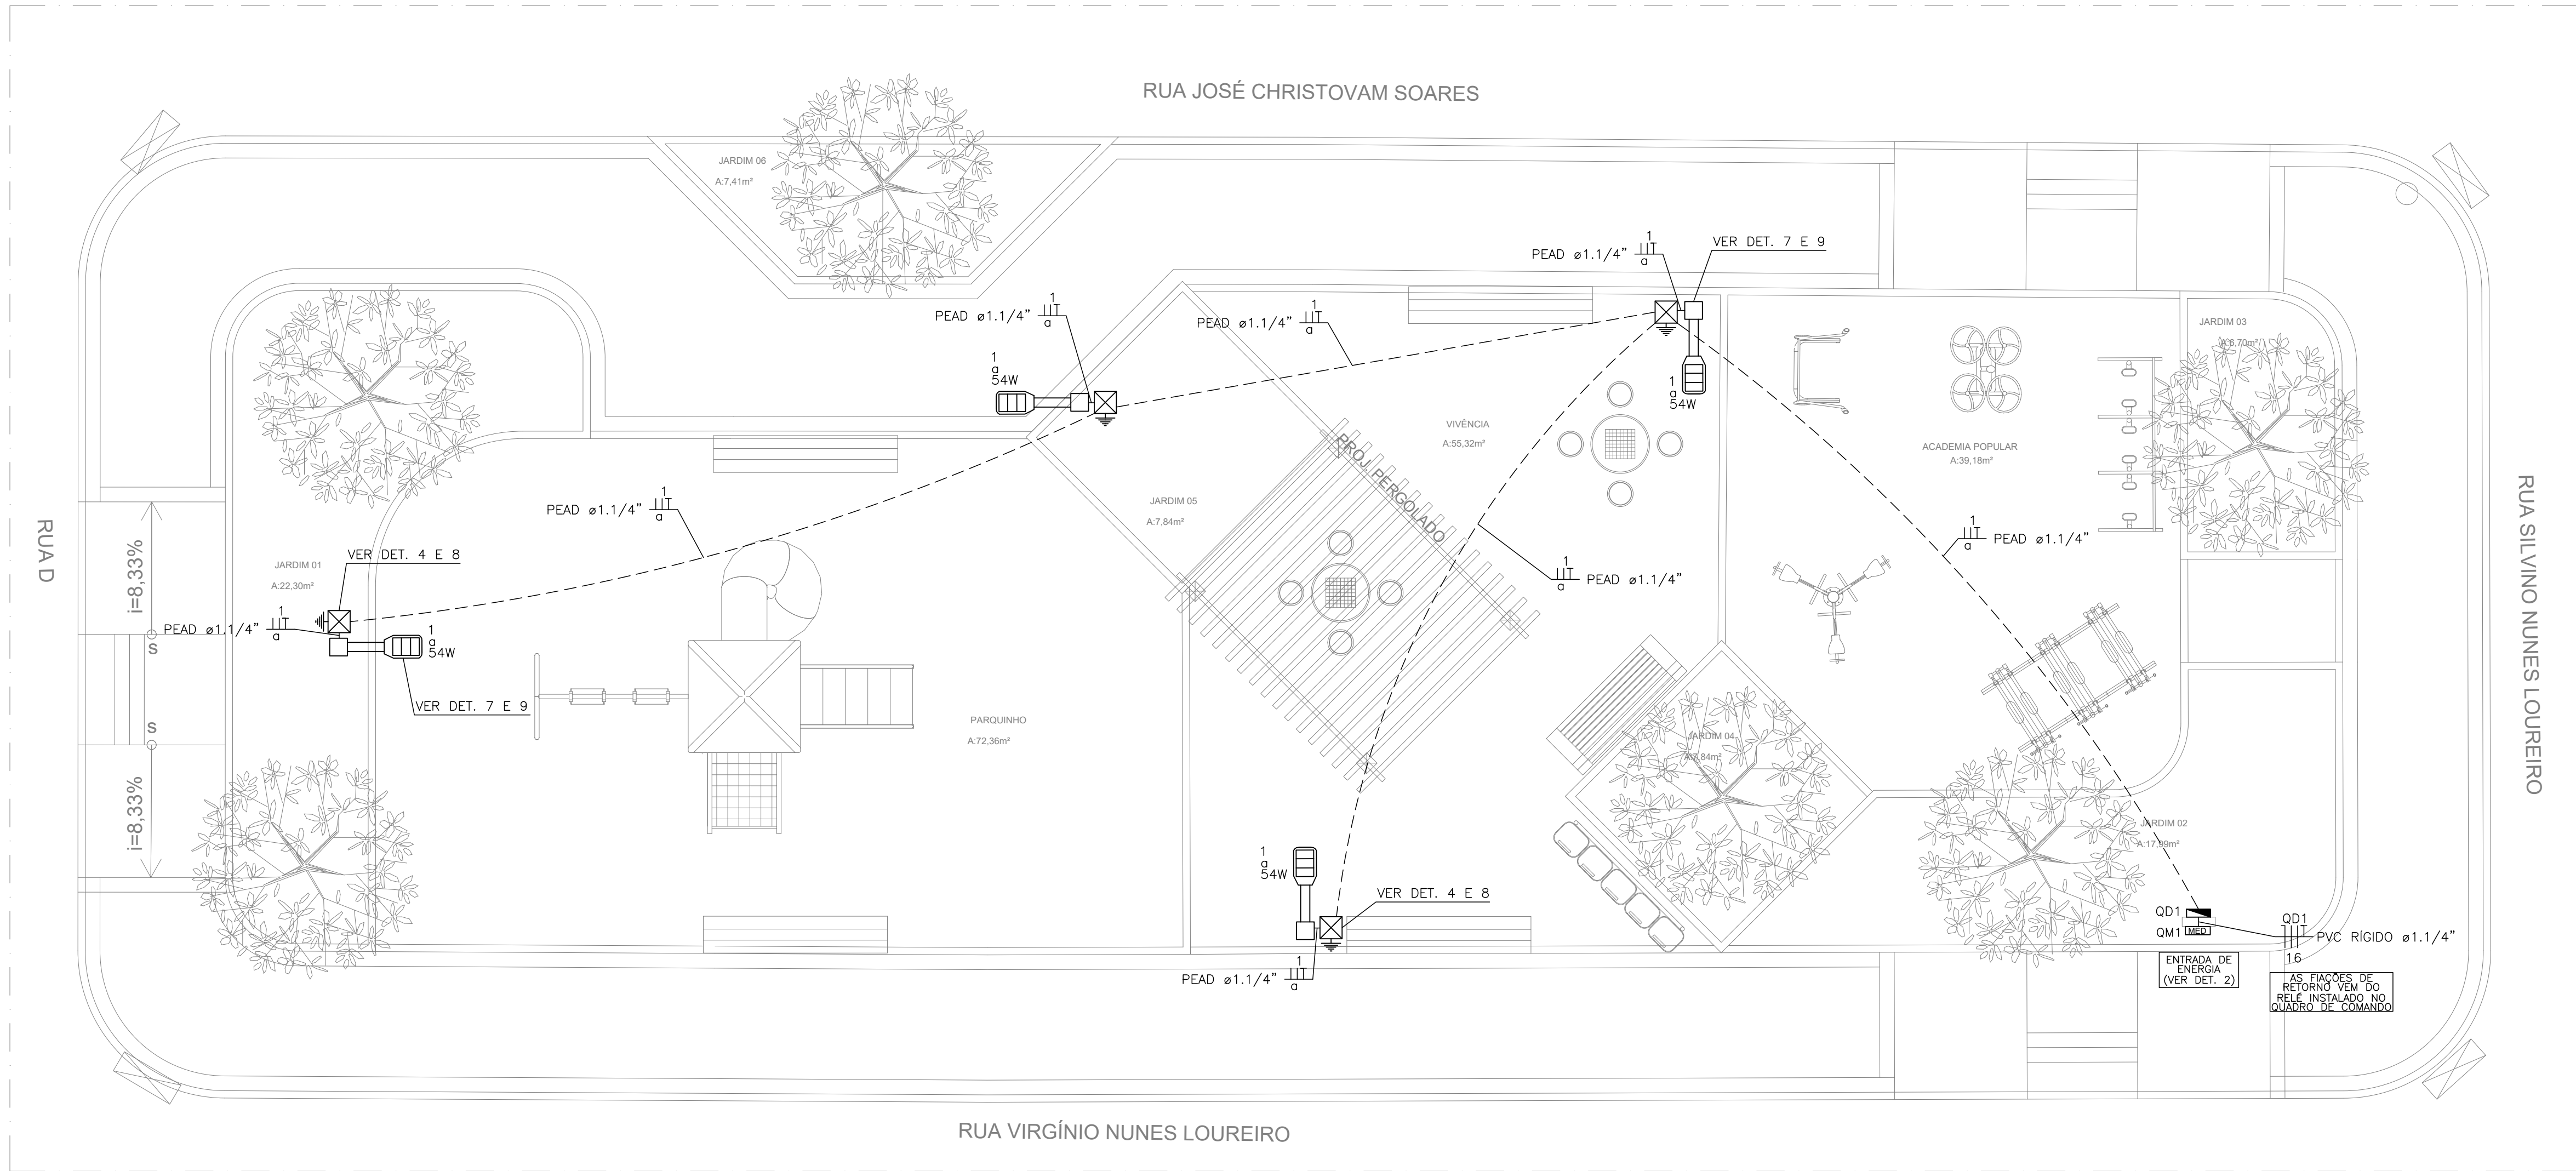 RUA JOSÉ CHRISTOVAM SOARES
JARDIM 06
A:7,41m²
1
PEAD ø1.1/4"
a
VER DET. 7 E 9
1
PEAD ø1.1/4"
a
1
PEAD ø1.1/4"
a
JARDIM 03
A:6,70m²
1
a
54W
1
a
54W
VIVÊNCIA
A:55,32m²
ACADEMIA POPULAR
A:39,18m²
PROJ. PERGOLADO
JARDIM 05
A:7,84m²
1
PEAD ø1.1/4"
a
1
a
PEAD ø1.1/4"
RUA D
RUA SILVINO NUNES LOUREIRO
i=8,33%
VER DET. 4 E 8
JARDIM 01
A:22,30m²
1
a
PEAD ø1.1/4"
1
PEAD ø1.1/4"
a
S
1
a
54W
VER DET. 7 E 9
S
i=8,33%
PARQUINHO
A:72,36m²
JARDIM 04
A:7,84m²
JARDIM 02
A:17,99m²
1
a
54W
VER DET. 4 E 8
1
PEAD ø1.1/4"
a
QD1
QM1
MED
QD1
PVC RÍGIDO ø1.1/4"
16
ENTRADA DE
ENERGIA
(VER DET. 2)
AS FIAÇÕES DE
RETORNO VEM DO
RELÉ INSTALADO NO
QUADRO DE COMANDO
RUA VIRGÍNIO NUNES LOUREIRO